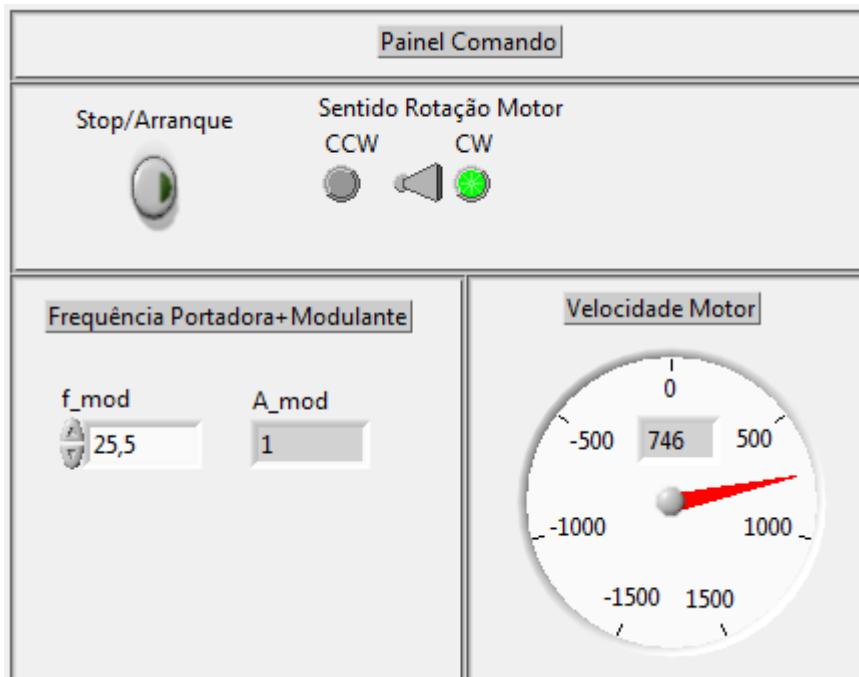 Painel Comando
Stop/Arranque
Sentido Rotação Motor
CCW CW
Frequência Portadora+Modulante
f_mod A_mod
25,5 1
Velocidade Motor
0
-500 746 500
-1000 1000
-1500 1500